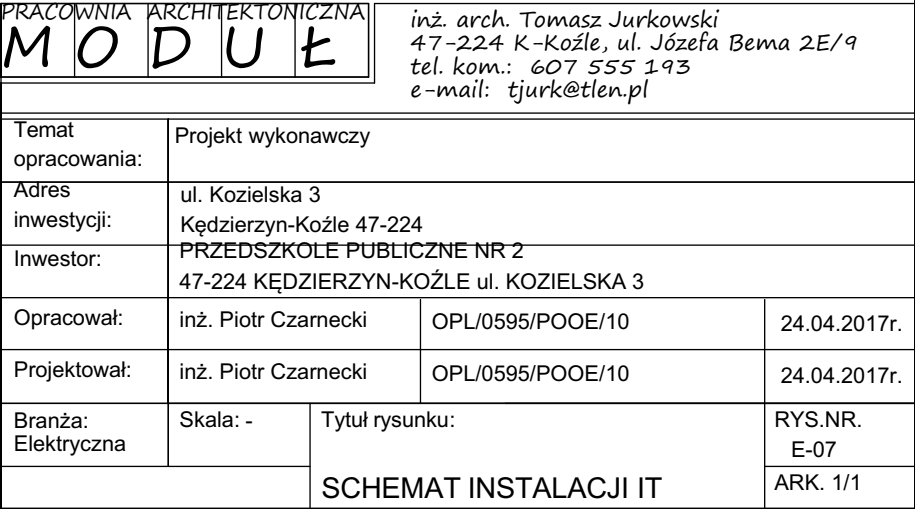 PRACOWNIA ARCHITEKTONICZNA
MODUŁ
inż. arch. Tomasz Jurkowski
47-224 K-Koźle, ul. Józefa Bema 2E/9
tel. kom.: 607 555 193
e-mail: tjurk@tlen.pl
Temat opracowania:
Projekt wykonawczy
Adres inwestycji:
ul. Kozielska 3
Kędzierzyn-Koźle 47-224
Inwestor:
PRZEDSZKOLE PUBLICZNE NR 2
47-224 KĘDZIERZYN-KOŹLE ul. KOZIELSKA 3
Opracował: inż. Piotr Czarnecki OPL/0595/POOE/10 24.04.2017r.
Projektował: inż. Piotr Czarnecki OPL/0595/POOE/10 24.04.2017r.
Branża:
Elektryczna
Skala: -
Tytuł rysunku:
SCHEMAT INSTALACJI IT
RYS.NR.
E-07
ARK. 1/1